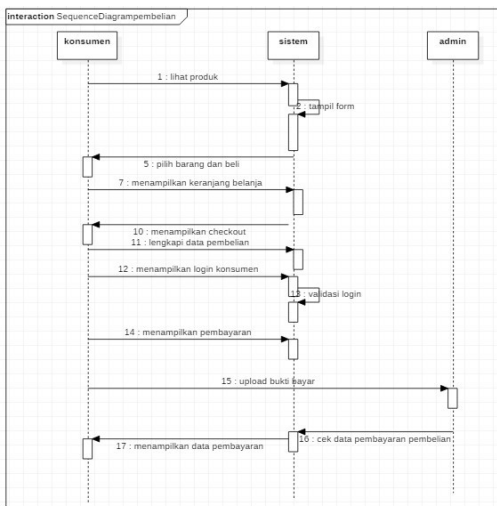 interaction SequenceDiagrampembelian
konsumen
sistem
admin
1 : lihat produk
2 : tampil form
5 : pilih barang dan beli
7 : menampilkan keranjang belanja
10 : menampilkan checkout
11 : lengkapi data pembelian
12 : menampilkan login konsumen
13 : validasi login
14 : menampilkan pembayaran
15 : upload bukti bayar
16 : cek data pembayaran pembelian
17 : menampilkan data pembayaran